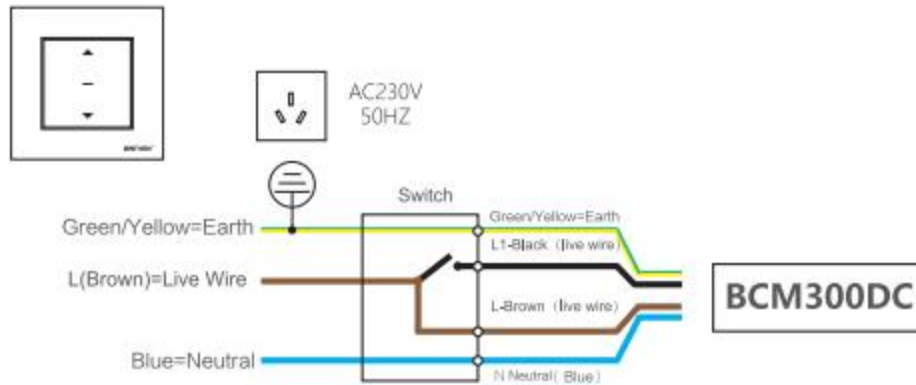 AC230V
50HZ
Switch
Green/Yellow=Earth
Green/Yellow=Earth
L1-Black (live wire)
L(Brown)=Live Wire
L-Brown (live wire)
BCM300DC
Blue=Neutral
N Neutral( Blue)